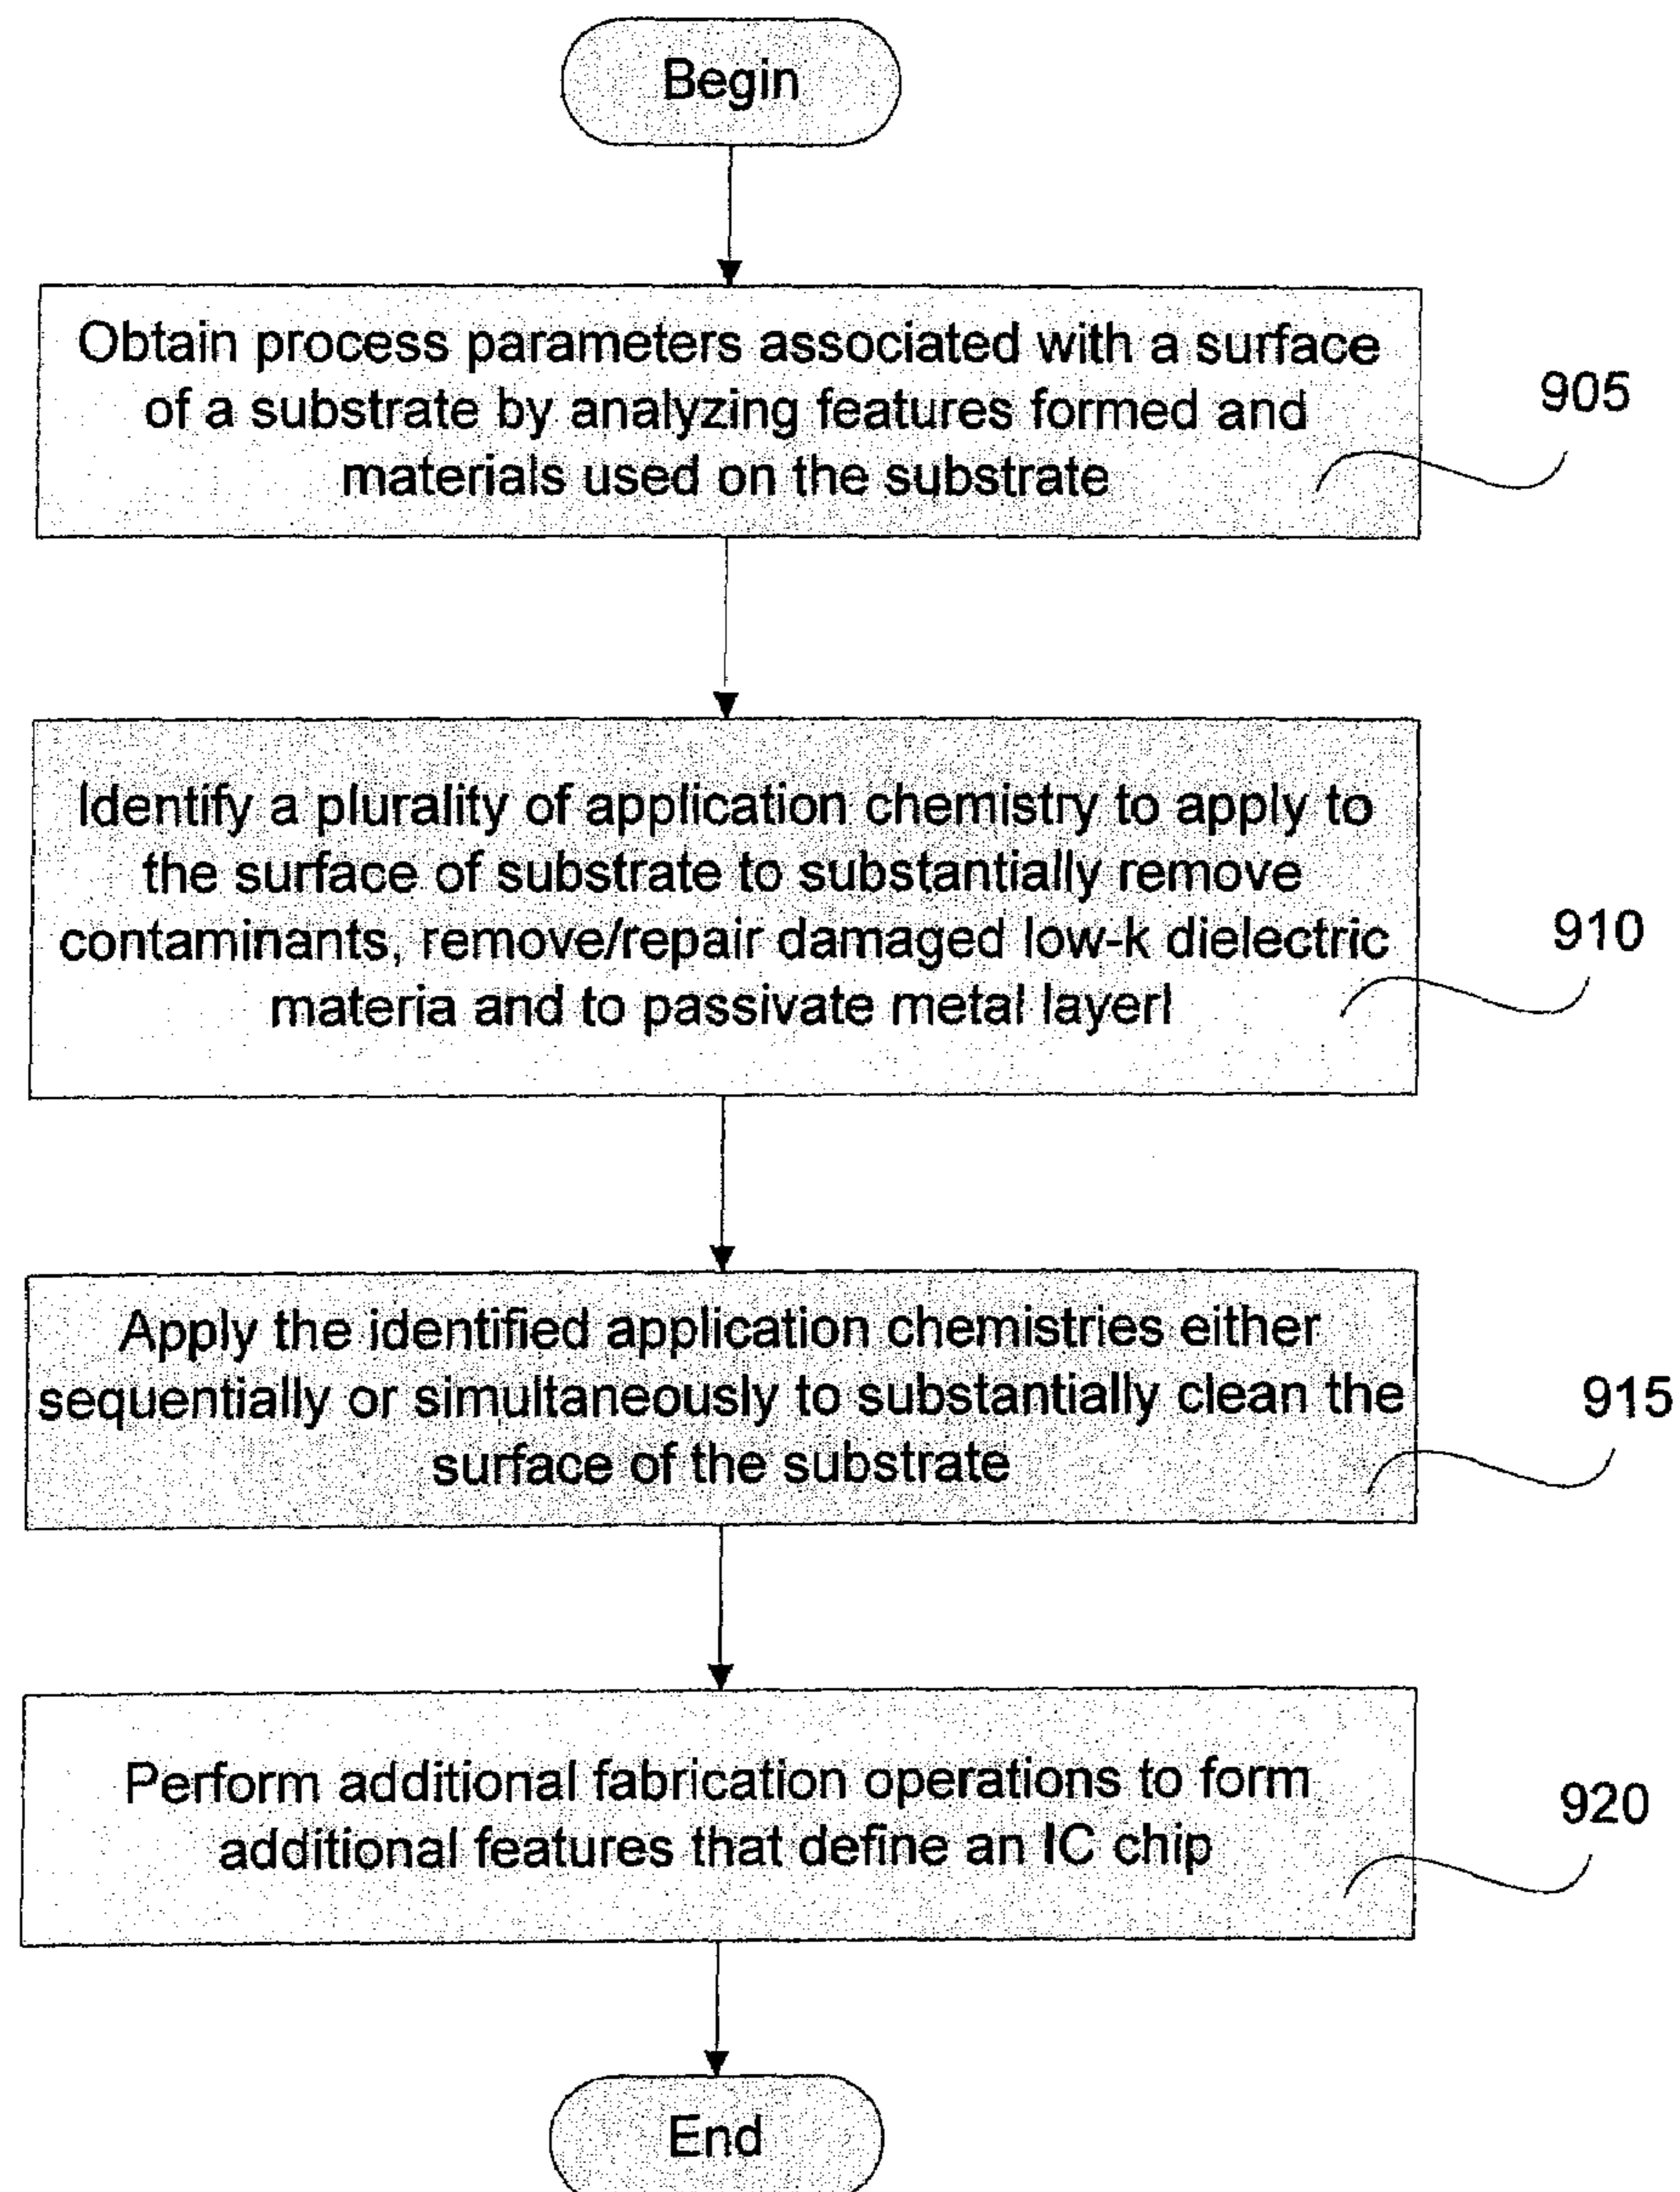 Begin
Obtain process parameters associated with a surface
of a substrate by analyzing features formed and
materials used on the substrate
905
Identify a plurality of application chemistry to apply to
the surface of substrate to substantially remove
contaminants, remove/repair damaged low-k dielectric
materia and to passivate metal layerl
910
Apply the identified application chemistries either
sequentially or simultaneously to substantially clean the
surface of the substrate
915
Perform additional fabrication operations to form
additional features that define an IC chip
920
End